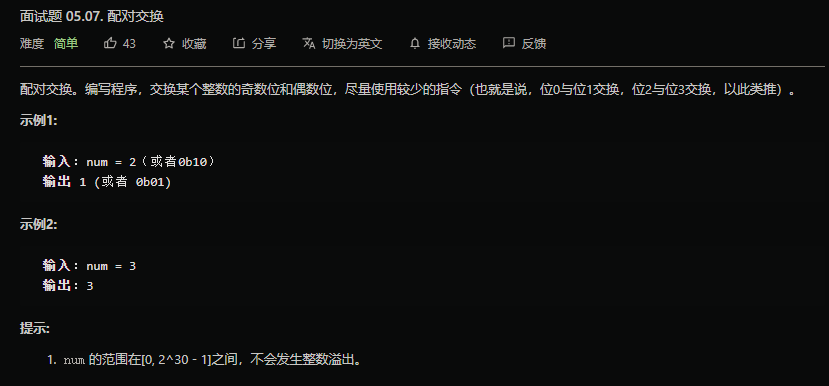 面试题 05.07. 配对交换
难度 简单 43 收藏 分享 切换为英文 接收动态 反馈
配对交换。编写程序，交换某个整数的奇数位和偶数位，尽量使用较少的指令（也就是说，位0与位1交换，位2与位3交换，以此类推）。
示例1:
输入：num = 2（或者0b10）
输出 1 (或者 0b01)
示例2:
输入：num = 3
输出：3
提示:
1. num 的范围在[0, 2^30 - 1]之间，不会发生整数溢出。